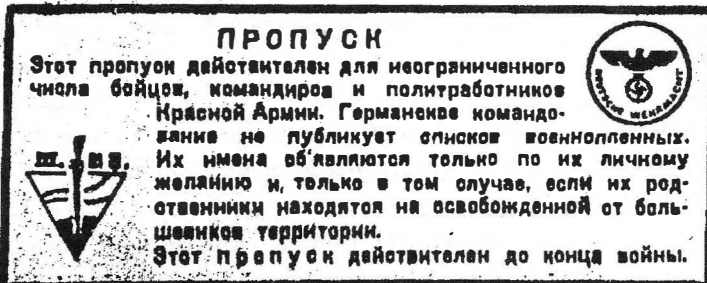 ПРОПУСК
Этот пропуск действителен для неограниченного
числа бойцов, командиров и политработников
Красной Армии. Германское командо-
вание не публикует списков военнопленных.
Их имена об'являются только по их личному
желанию и, только в том случае, если их род-
ственники находятся на освобожденной от боль-
шевиков территории.
Этот пропуск действителен до конца войны.
DEUTSCHE WEHRMACHT